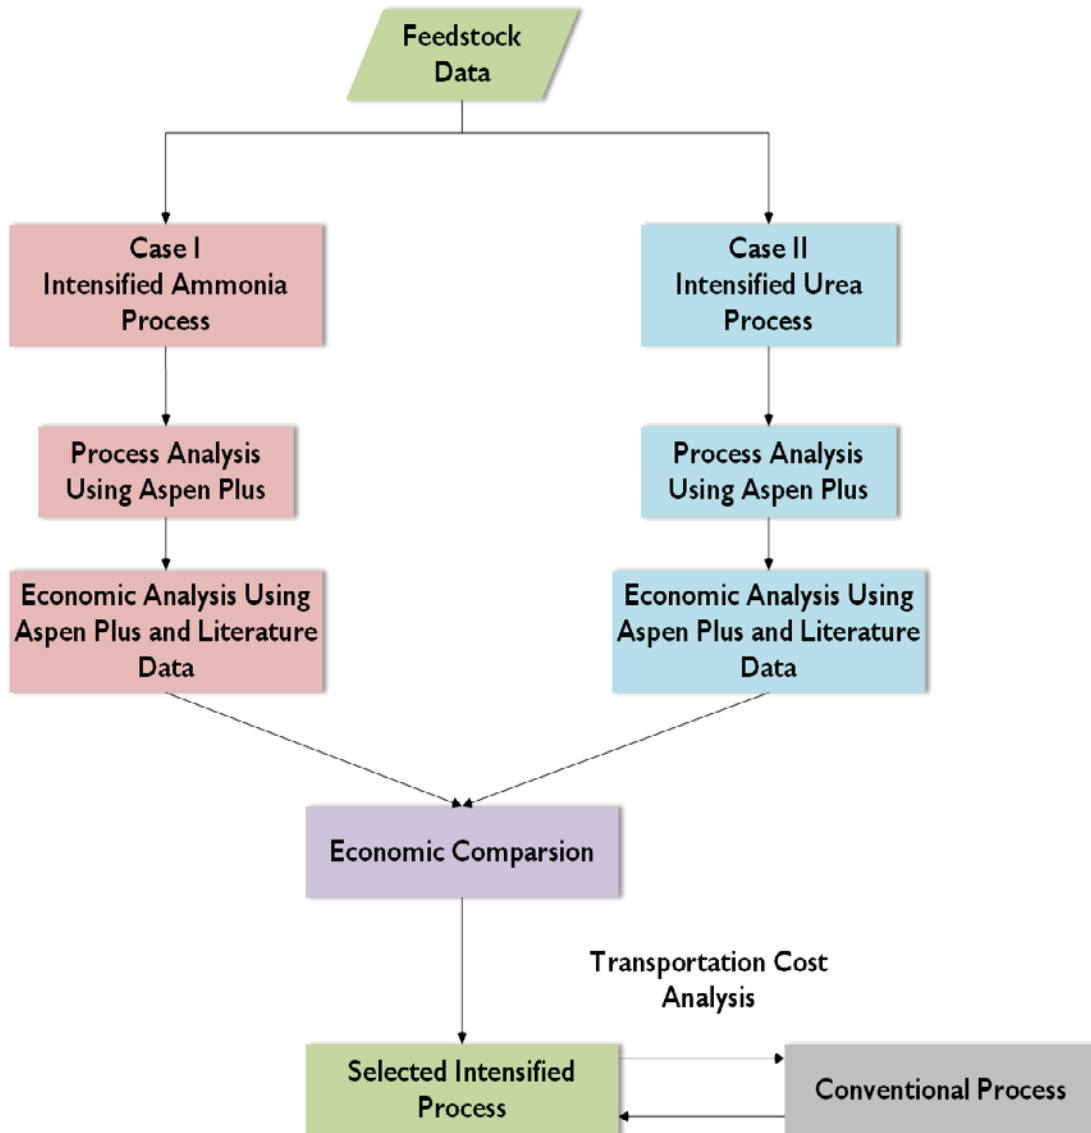 Feedstock
Data
Case I
Intensified Ammonia
Process
Case II
Intensified Urea
Process
Process Analysis
Using Aspen Plus
Process Analysis
Using Aspen Plus
Economic Analysis Using
Aspen Plus and Literature
Data
Economic Analysis Using
Aspen Plus and Literature
Data
Economic Comparsion
Transportation Cost
Analysis
Selected Intensified
Process
Conventional Process